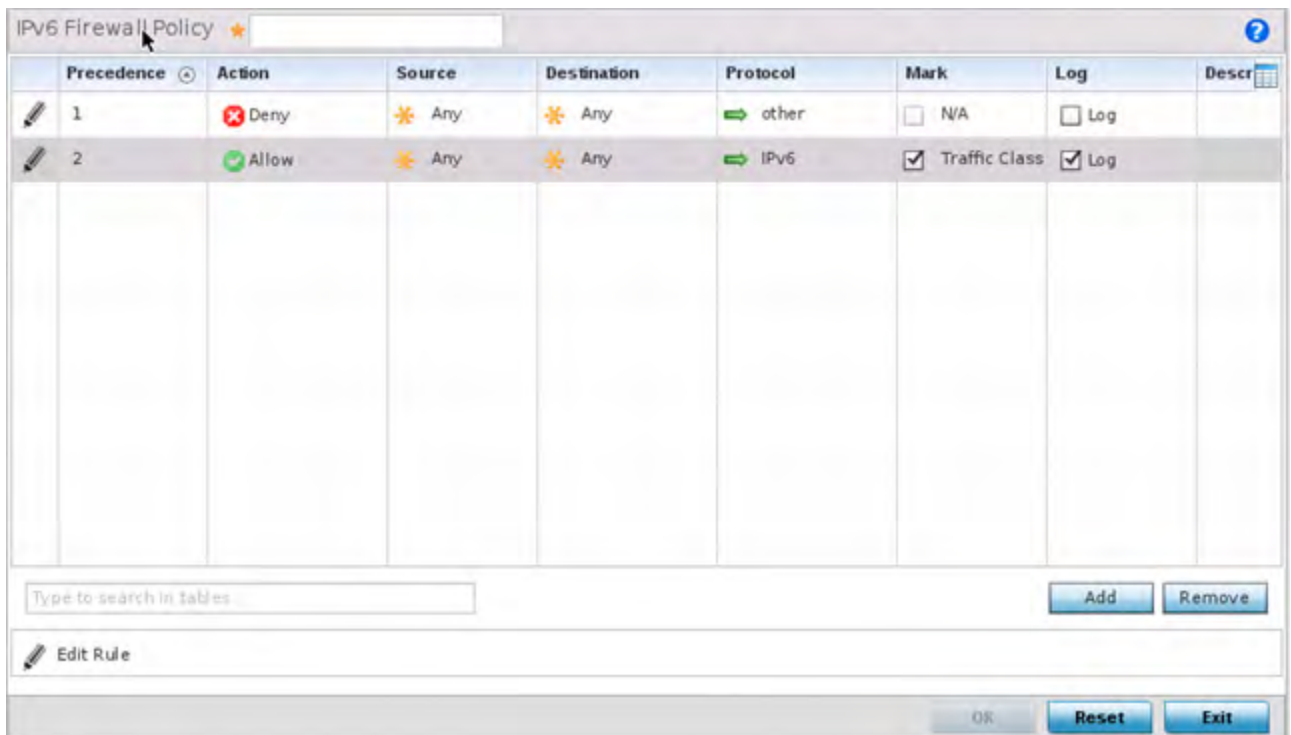 IPv6 Firewall Policy
Precedence Action Source Destination Protocol Mark Log Descr
1 Deny Any Any other N/A Log
2 Allow Any Any IPv6 Traffic Class Log
Type to search in tables
Add Remove
Edit Rule
OK Reset Exit